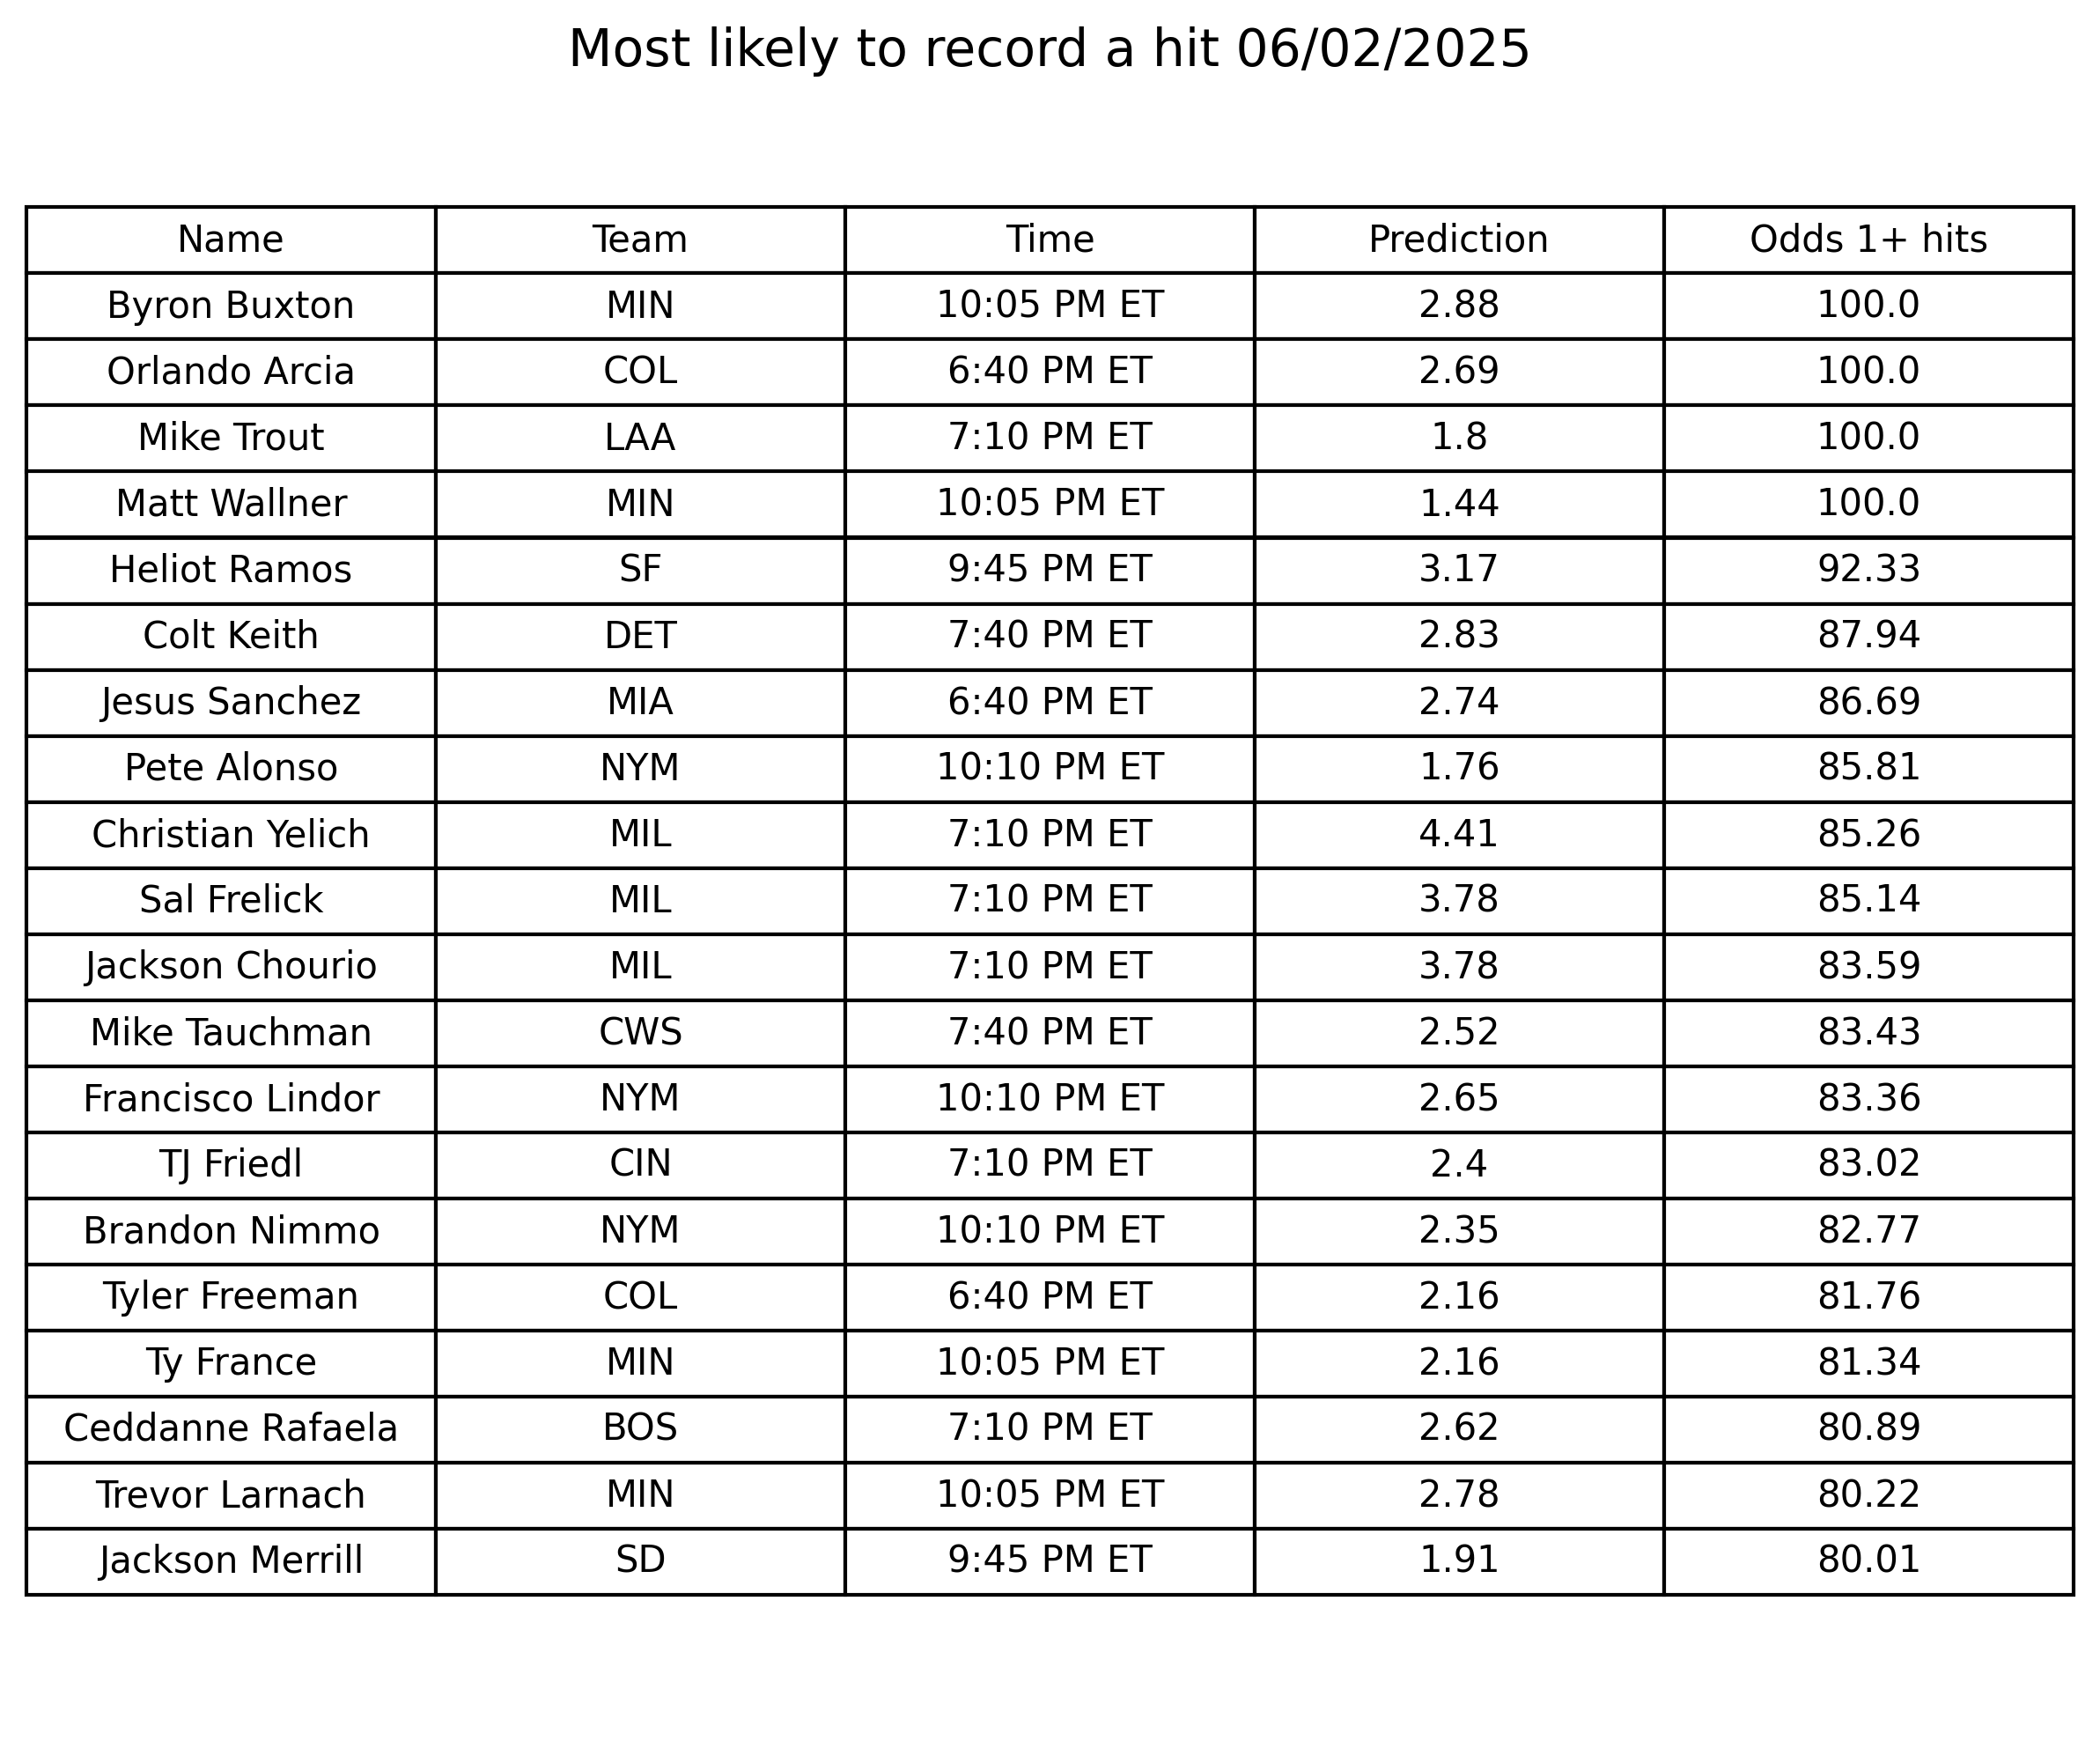 Most likely to record a hit 06/02/2025
Name Team Time Prediction Odds 1+ hits
Byron Buxton MIN 10:05 PM ET 2.88 100.0
Orlando Arcia COL 6:40 PM ET 2.69 100.0
Mike Trout LAA 7:10 PM ET 1.8 100.0
Matt Wallner MIN 10:05 PM ET 1.44 100.0
Heliot Ramos SF 9:45 PM ET 3.17 92.33
Colt Keith DET 7:40 PM ET 2.83 87.94
Jesus Sanchez MIA 6:40 PM ET 2.74 86.69
Pete Alonso NYM 10:10 PM ET 1.76 85.81
Christian Yelich MIL 7:10 PM ET 4.41 85.26
Sal Frelick MIL 7:10 PM ET 3.78 85.14
Jackson Chourio MIL 7:10 PM ET 3.78 83.59
Mike Tauchman CWS 7:40 PM ET 2.52 83.43
Francisco Lindor NYM 10:10 PM ET 2.65 83.36
TJ Friedl CIN 7:10 PM ET 2.4 83.02
Brandon Nimmo NYM 10:10 PM ET 2.35 82.77
Tyler Freeman COL 6:40 PM ET 2.16 81.76
Ty France MIN 10:05 PM ET 2.16 81.34
Ceddanne Rafaela BOS 7:10 PM ET 2.62 80.89
Trevor Larnach MIN 10:05 PM ET 2.78 80.22
Jackson Merrill SD 9:45 PM ET 1.91 80.01